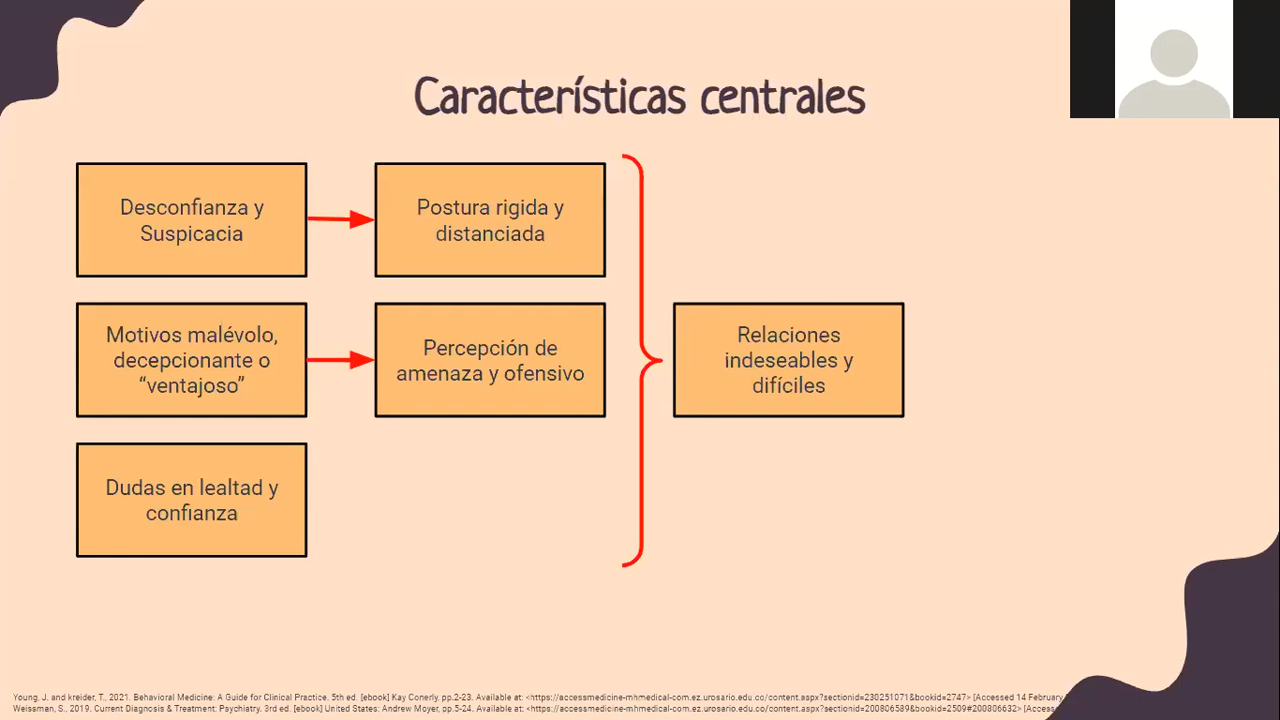 Características centrales
Desconfianza y
Suspicacia
Postura rigida y
distanciada
Motivos malévolo,
decepcionante o
“ventajoso”
Percepción de
amenaza y ofensivo
Relaciones
indeseables y
difíciles
Dudas en lealtad y
confianza
Young, J. and kreider, T., 2021. Behavioral Medicine: A Guide for Clinical Practice. 5th ed. [ebook] Kay Conerly. pp.2-23. Available at: <https://accessmedicine-mhmedical-com.ez.urosario.edu.co/content.aspx?sectionid=230251071&bookid=2747> [Accessed 14 February
Weissman, S., 2019. Current Diagnosis & Treatment: Psychiatry. 3rd ed. [ebook] United States: Andrew Moyer, pp.5-24. Available at: <https://accessmedicine-mhmedical-com.ez.urosario.edu.co/content.aspx?sectionid=200806589&bookid=2509#200806632>